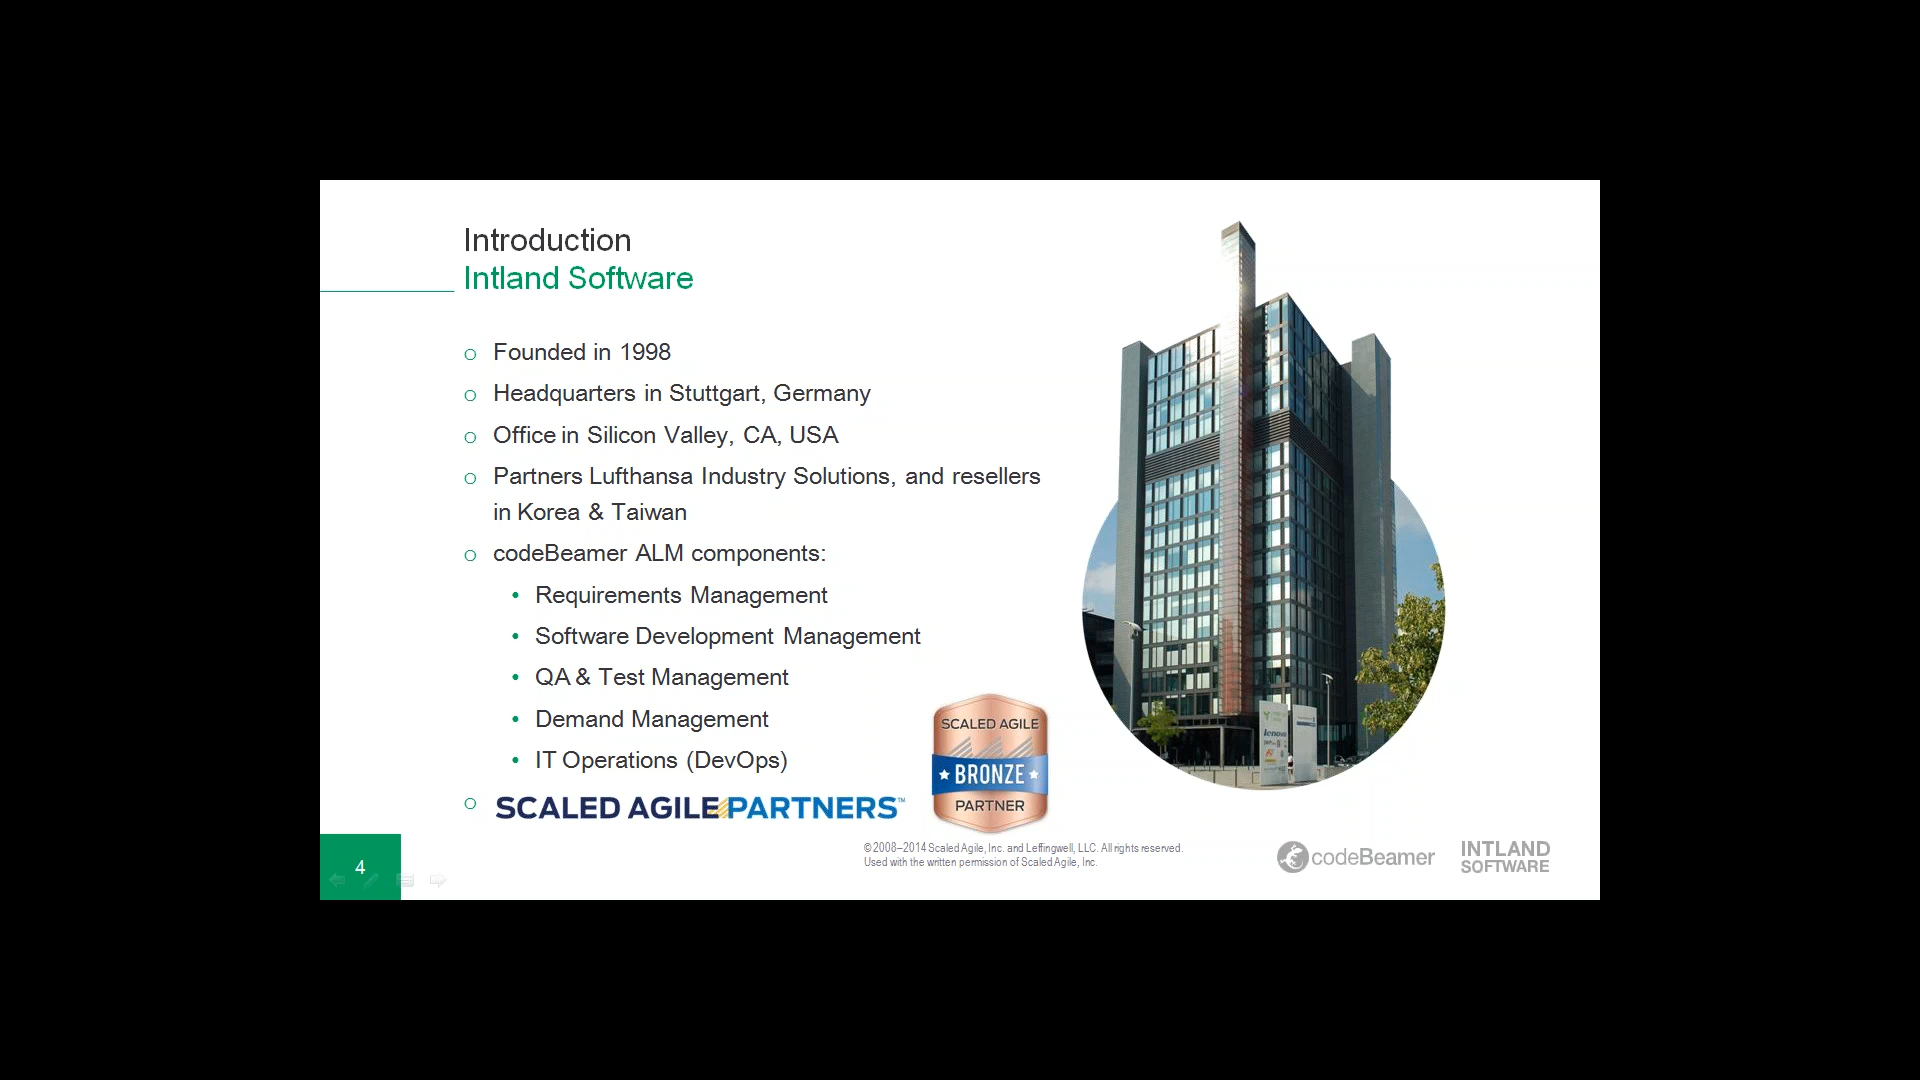 Introduction
Intland Software
Founded in 1998
Headquarters in Stuttgart, Germany
Office in Silicon Valley, CA, USA
Partners Lufthansa Industry Solutions, and resellers
in Korea & Taiwan
codeBeamer ALM components:
Requirements Management
Software Development Management
QA & Test Management
Demand Management
IT Operations (DevOps)
SCALED AGILE PARTNERS™
SCALED AGILE
BRONZE
PARTNER
lenovo
4
© 2008–2014 Scaled Agile, Inc. and Leffingwell, LLC. All rights reserved.
Used with the written permission of Scaled Agile, Inc.
codeBeamer
INTLAND
SOFTWARE